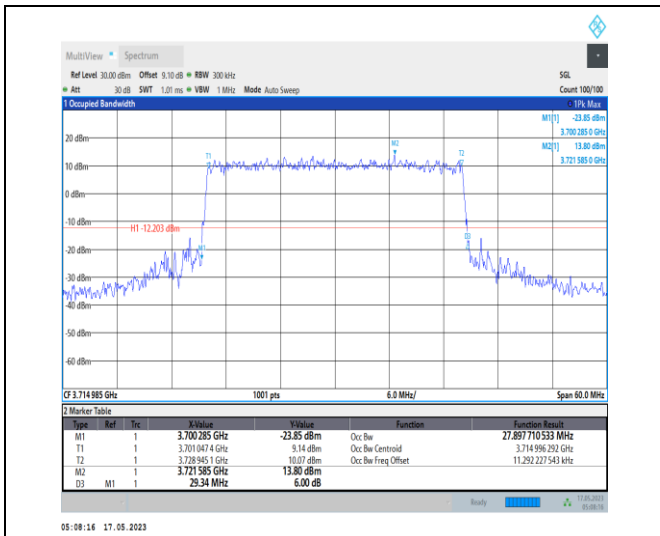 MultiView Spectrum
Ref Level 30.00 dBm Offset 9.10 dB RBW 300 kHz SGL
Att 30 dB SWT 1.01 ms VBW 1 MHz Mode Auto Sweep Count 100/100
1 Occupied Bandwidth 1Pk Max
M1[1] -23.85 dBm
3.700 285 0 GHz
M2[1] 13.80 dBm
3.721 585 0 GHz
20 dBm
M2
T1
T2
10 dBm
0 dBm
-10 dBm
H1 -12.203 dBm
D3
M1
-20 dBm
-30 dBm
-40 dBm
-50 dBm
-60 dBm
CF 3.714 985 GHz 1001 pts 6.0 MHz/ Span 60.0 MHz
2 Marker Table
Type Ref Trc X-Value Y-Value Function Function Result
M1 1 3.700 285 GHz -23.85 dBm Occ Bw 27.897 710 533 MHz
T1 1 3.701 047 4 GHz 9.14 dBm Occ Bw Centroid 3.714 996 292 GHz
T2 1 3.728 945 1 GHz 10.07 dBm Occ Bw Freq Offset 11.292 227 543 kHz
M2 1 3.721 585 GHz 13.80 dBm
D3 M1 1 29.34 MHz 6.00 dB
Ready 17.05.2023
05:08:16
05:08:16 17.05.2023